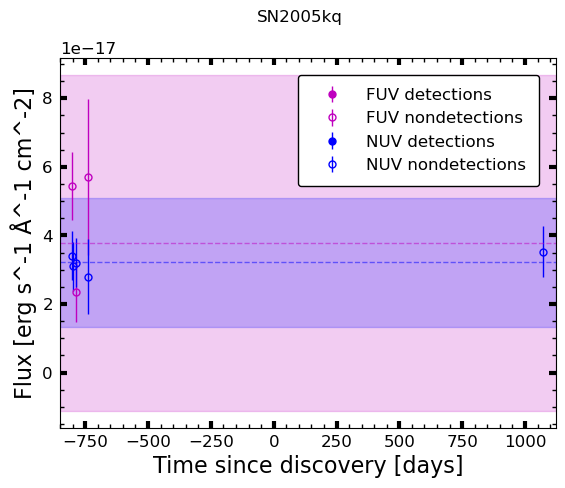 SN2005kq
1e−17
FUV detections
FUV nondetections
NUV detections
NUV nondetections
8
6
4
2
0
Flux [erg s^-1 Å^-1 cm^-2]
−750 −500 −250 0 250 500 750 1000
Time since discovery [days]